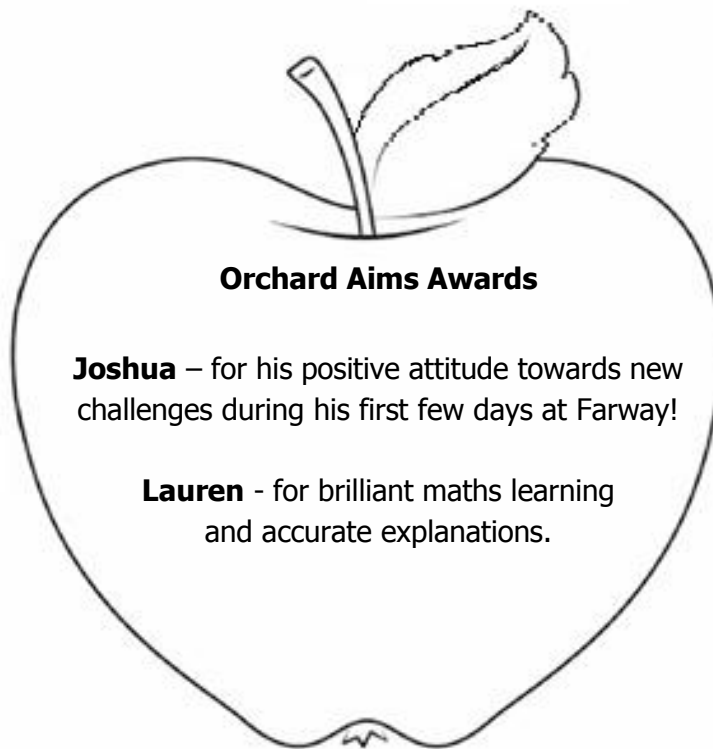 Orchard Aims Awards
Joshua – for his positive attitude towards new
challenges during his first few days at Farway!
Lauren - for brilliant maths learning
and accurate explanations.